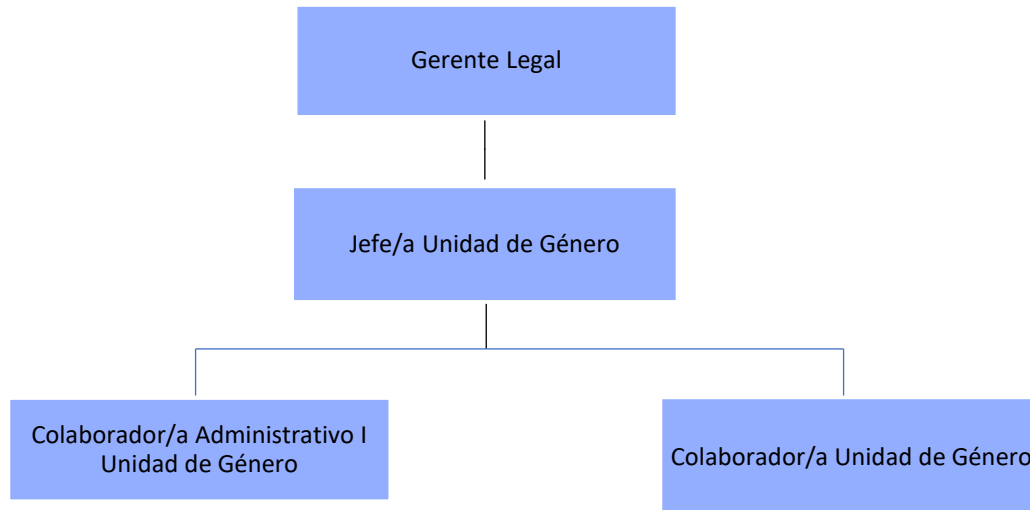 Gerente Legal
Jefe/a Unidad de Género
Colaborador/a Administrativo I
Unidad de Género
Colaborador/a Unidad de Género